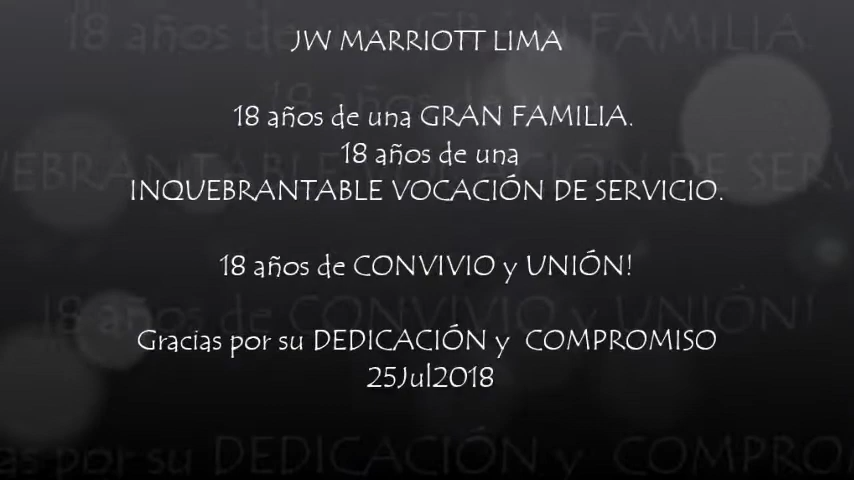 JW MARRIOTT LIMA
18 años de una GRAN FAMILIA.
18 años de una
INQUEBRANTABLE VOCACIÓN DE SERVICIO.
18 años de CONVIVIO y UNIÓN!
Gracias por su DEDICACIÓN y COMPROMISO
25Jul2018